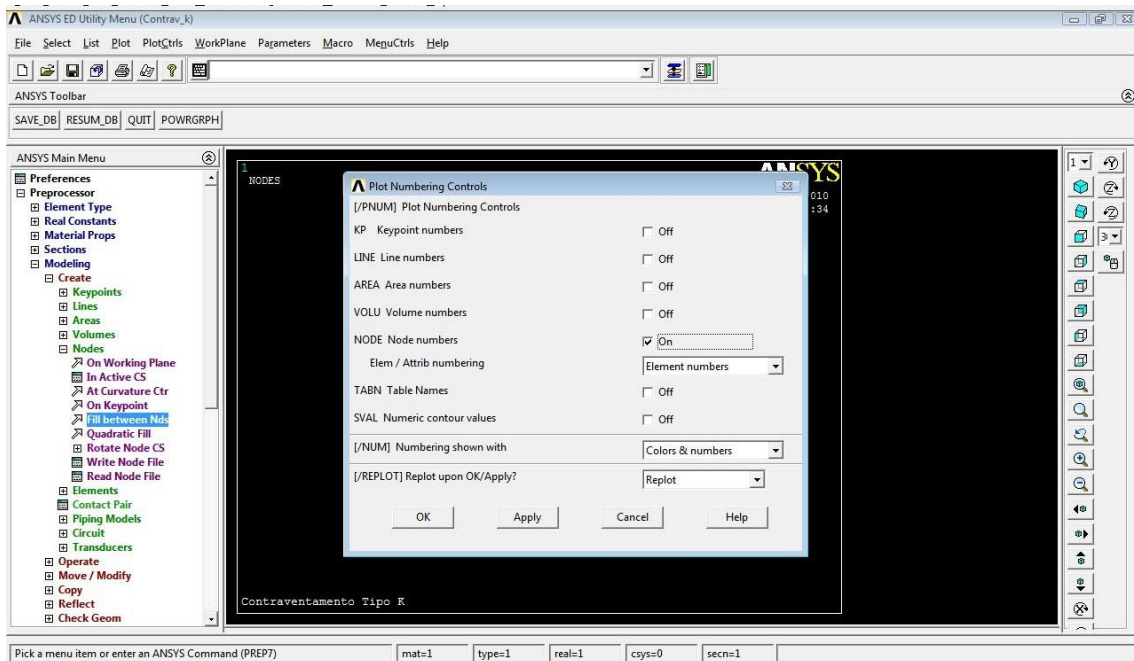 ANSYS ED Utility Menu (Contrav_k)
File Select List Plot PlotCtrls WorkPlane Parameters Macro MenuCtrls Help
ANSYS Toolbar
SAVE_DB RESUM_DB QUIT POWRGRPH
ANSYS Main Menu
Preferences
Preprocessor
Element Type
Real Constants
Material Props
Sections
Modeling
Create
Keypoints
Lines
Areas
Volumes
Nodes
On Working Plane
In Active CS
At Curvature Ctr
On Keypoint
Fill between Nds
Quadratic Fill
Rotate Node CS
Write Node File
Read Node File
Elements
Contact Pair
Piping Models
Circuit
Transducers
Operate
Move / Modify
Copy
Reflect
Check Geom
1
NODES
ANSYS
010
:34
Plot Numbering Controls
[/PNUM] Plot Numbering Controls
KP Keypoint numbers Off
LINE Line numbers Off
AREA Area numbers Off
VOLU Volume numbers Off
NODE Node numbers On
Elem / Attrib numbering Element numbers
TABN Table Names Off
SVAL Numeric contour values Off
[/NUM] Numbering shown with Colors & numbers
[/REPLOT] Replot upon OK/Apply? Replot
OK Apply Cancel Help
Contraventamento Tipo K
1
Pick a menu item or enter an ANSYS Command (PREP7) mat=1 type=1 real=1 csys=0 secn=1